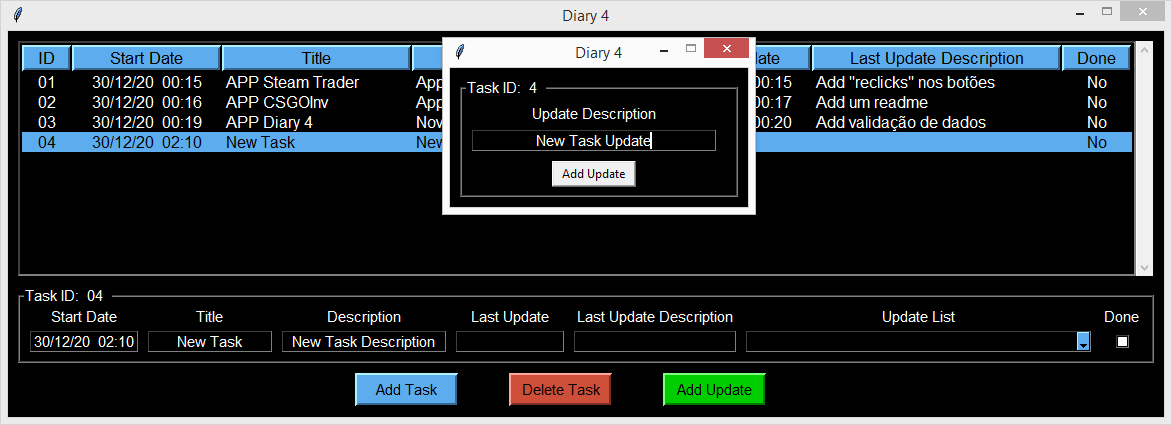 Diary 4
ID Start Date Title Last Update Description Done
01 30/12/20 00:15 APP Steam Trader App 00:15 Add "reclicks" nos botões No
02 30/12/20 00:16 APP CSGOInv App 00:17 Add um readme No
03 30/12/20 00:19 APP Diary 4 Nov 00:20 Add validação de dados No
04 30/12/20 02:10 New Task New No
Diary 4
Task ID: 4
Update Description
New Task Update
Add Update
Task ID: 04
Start Date Title Description Last Update Last Update Description Update List Done
30/12/20 02:10 New Task New Task Description
Add Task Delete Task Add Update